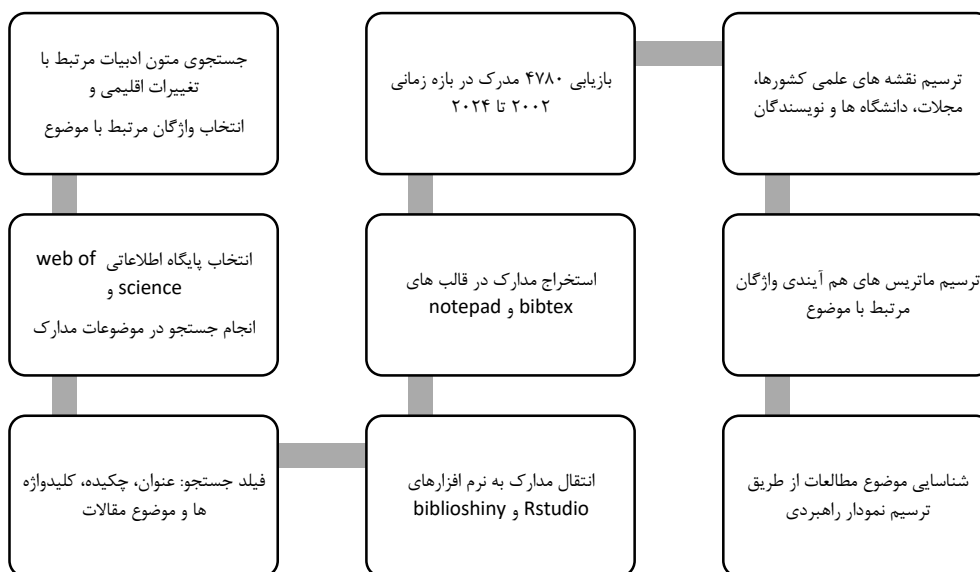 جستجوی متون ادبیات مرتبط با
تغییرات اقلیمی و
انتخاب واژگان مرتبط با موضوع
انتخاب پایگاه اطلاعاتی web of
science و
انجام جستجو در موضوعات مدارک
فیلد جستجو: عنوان، چکیده، کلیدواژه
ها و موضوع مقالات
انتقال مدارک به نرم افزارهای
Rstudio و biblioshiny
استخراج مدارک در قالب های
bibtex و notepad
بازیابی ۴۷۸۰ مدرک در بازه زمانی
۲۰۰۲ تا ۲۰۲۴
ترسیم نقشه های علمی کشورها،
مجلات، دانشگاه ها و نویسندگان
ترسیم ماتریس های هم آیندی واژگان
مرتبط با موضوع
شناسایی موضوع مطالعات از طریق
ترسیم نمودار راهبردی